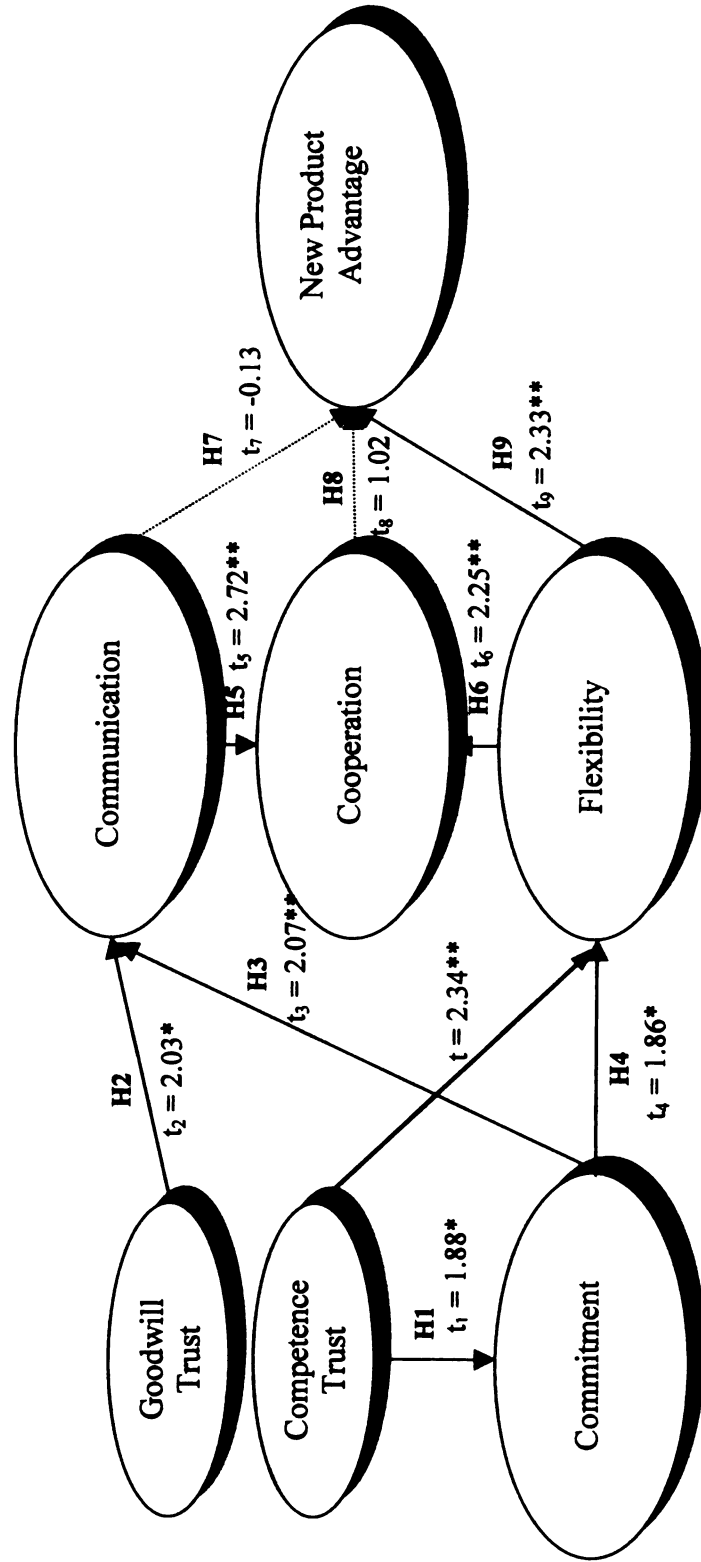 Goodwill
Trust
Competence
Trust
Commitment
H1
t₁ = 1.88*
H2
t₂ = 2.03*
H3
t₃ = 2.07**
t = 2.34**
H4
t₄ = 1.86*
Communication
H5 t₅ = 2.72**
Cooperation
H6 t₆ = 2.25**
Flexibility
H7
t₇ = -0.13
H8
t₈ = 1.02
H9
t₉ = 2.33**
New Product
Advantage